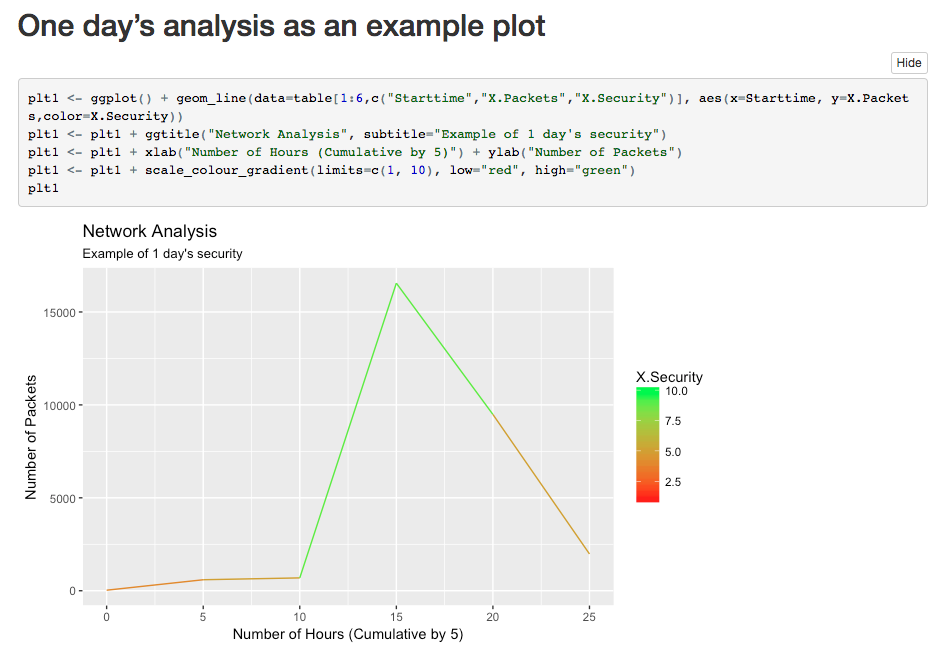 One day’s analysis as an example plot
Hide
plt1 <- ggplot() + geom_line(data=table[1:6,c("Starttime","X.Packets","X.Security")], aes(x=Starttime, y=X.Packet
s,color=X.Security))
plt1 <- plt1 + ggtitle("Network Analysis", subtitle="Example of 1 day's security")
plt1 <- plt1 + xlab("Number of Hours (Cumulative by 5)") + ylab("Number of Packets")
plt1 <- plt1 + scale_colour_gradient(limits=c(1, 10), low="red", high="green")
plt1
Network Analysis
Example of 1 day's security
15000
10000
5000
0
Number of Packets
0 5 10 15 20 25
Number of Hours (Cumulative by 5)
X.Security
10.0
7.5
5.0
2.5